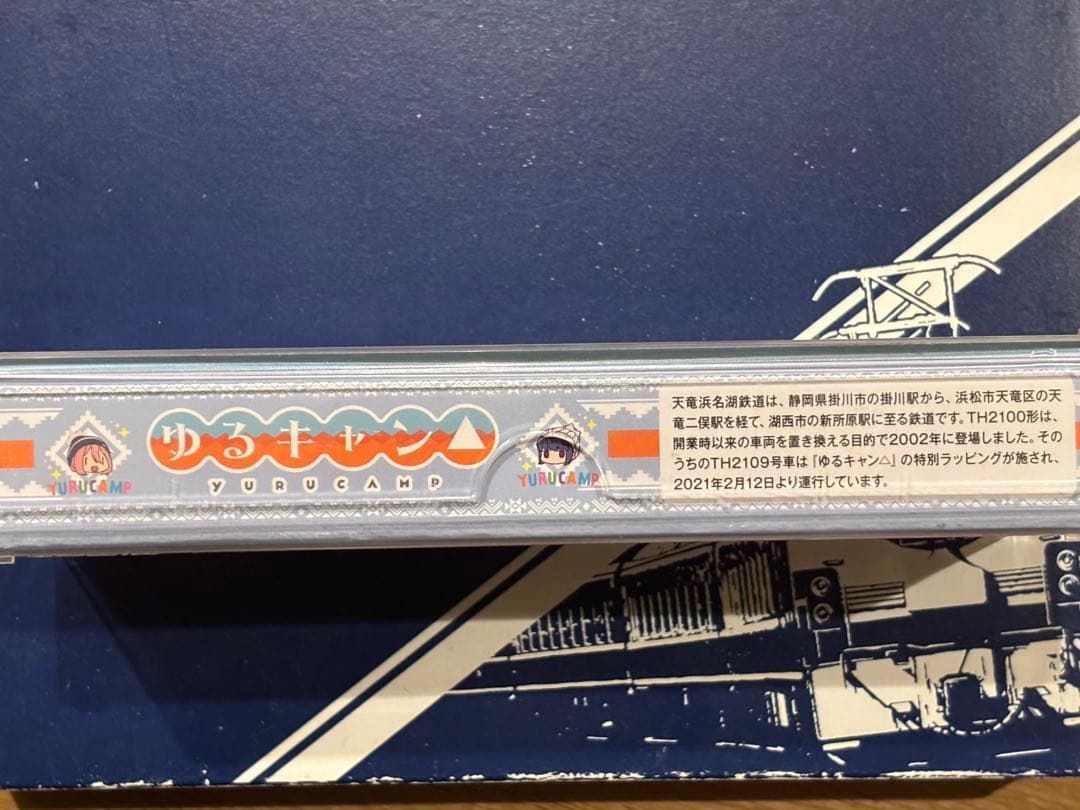 ゆるキャン△
YURUCAMP
YURUCAMP
YURUCAMP
天竜浜名湖鉄道は、静岡県掛川市の掛川駅から、浜松市天竜区の天
竜二俣駅を経て、湖西市の新所原駅に至る鉄道です。TH2100形は、
開業時以来の車両を置き換える目的で2002年に登場しました。その
うちのTH2109号車は『ゆるキャン△』の特別ラッピングが施され、
2021年2月12日より運行しています。